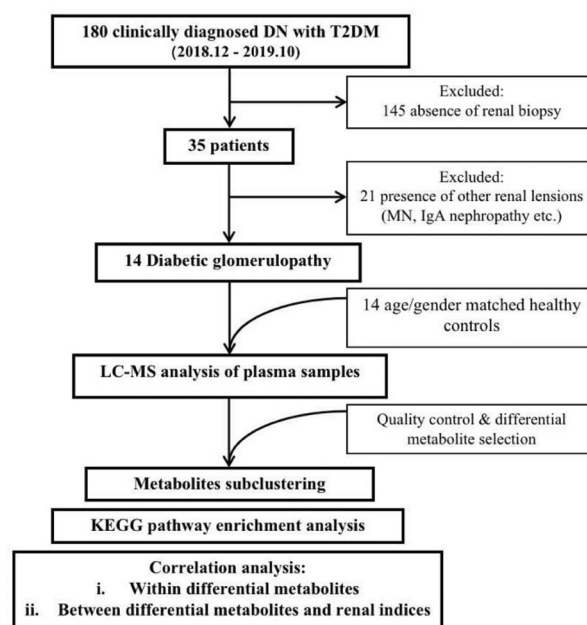 180 clinically diagnosed DN with T2DM
(2018.12 - 2019.10)
Excluded:
145 absence of renal biopsy
35 patients
Excluded:
21 presence of other renal lensions
(MN, IgA nephropathy etc.)
14 Diabetic glomerulopathy
14 age/gender matched healthy
controls
LC-MS analysis of plasma samples
Quality control & differential
metabolite selection
Metabolites subclustering
KEGG pathway enrichment analysis
Correlation analysis:
i. Within differential metabolites
ii. Between differential metabolites and renal indices